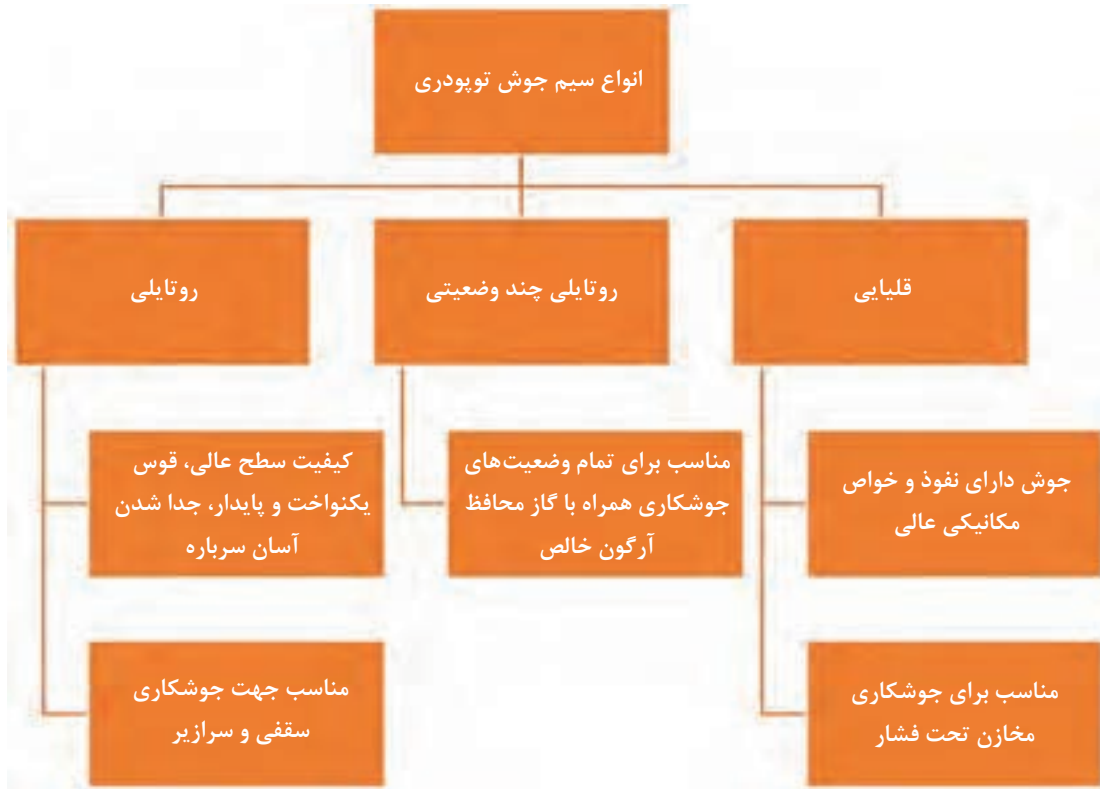 انواع سیم جوش توپودری
قلیایی
روتایلی چند وضعیتی
روتایلی
جوش دارای نفوذ و خواص
مکانیکی عالی
مناسب برای تمام وضعیت‌های
جوشکاری همراه با گاز محافظ
آرگون خالص
کیفیت سطح عالی، قوس
یکنواخت و پایدار، جدا شدن
آسان سرباره
مناسب برای جوشکاری
مخازن تحت فشار
مناسب جهت جوشکاری
سقفی و سرازیر